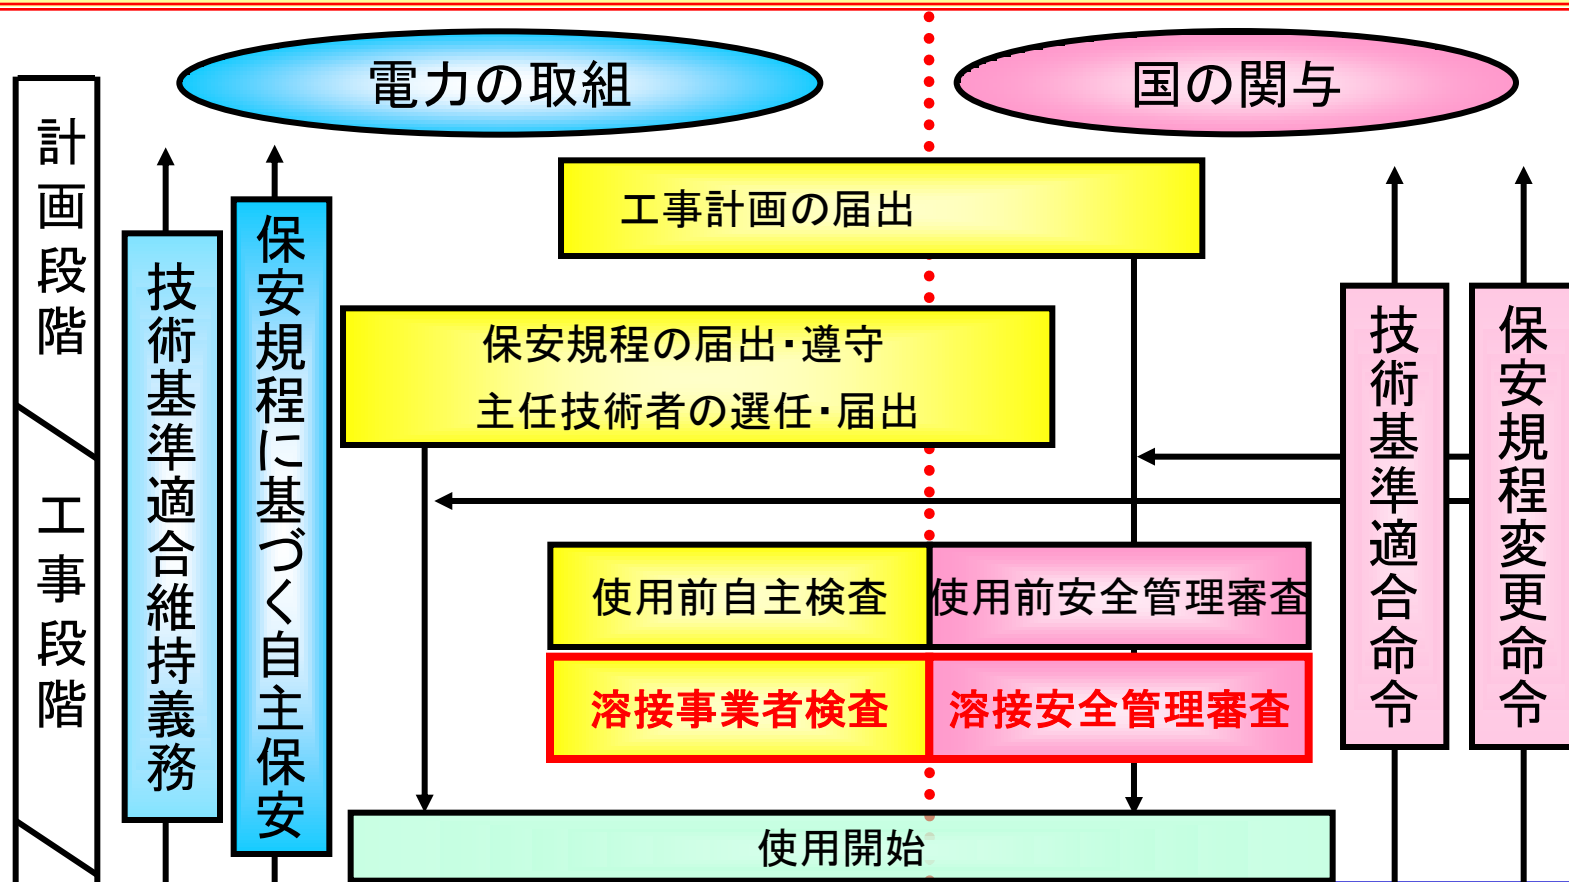 電力の取組
国の関与
計画段階
工事計画の届出
保安規程の届出・遵守
主任技術者の選任・届出
技術基準適合維持義務
保安規程に基づく自主保安
技術基準適合命令
保安規程変更命令
工事段階
使用前自主検査
使用前安全管理審査
溶接事業者検査
溶接安全管理審査
使用開始